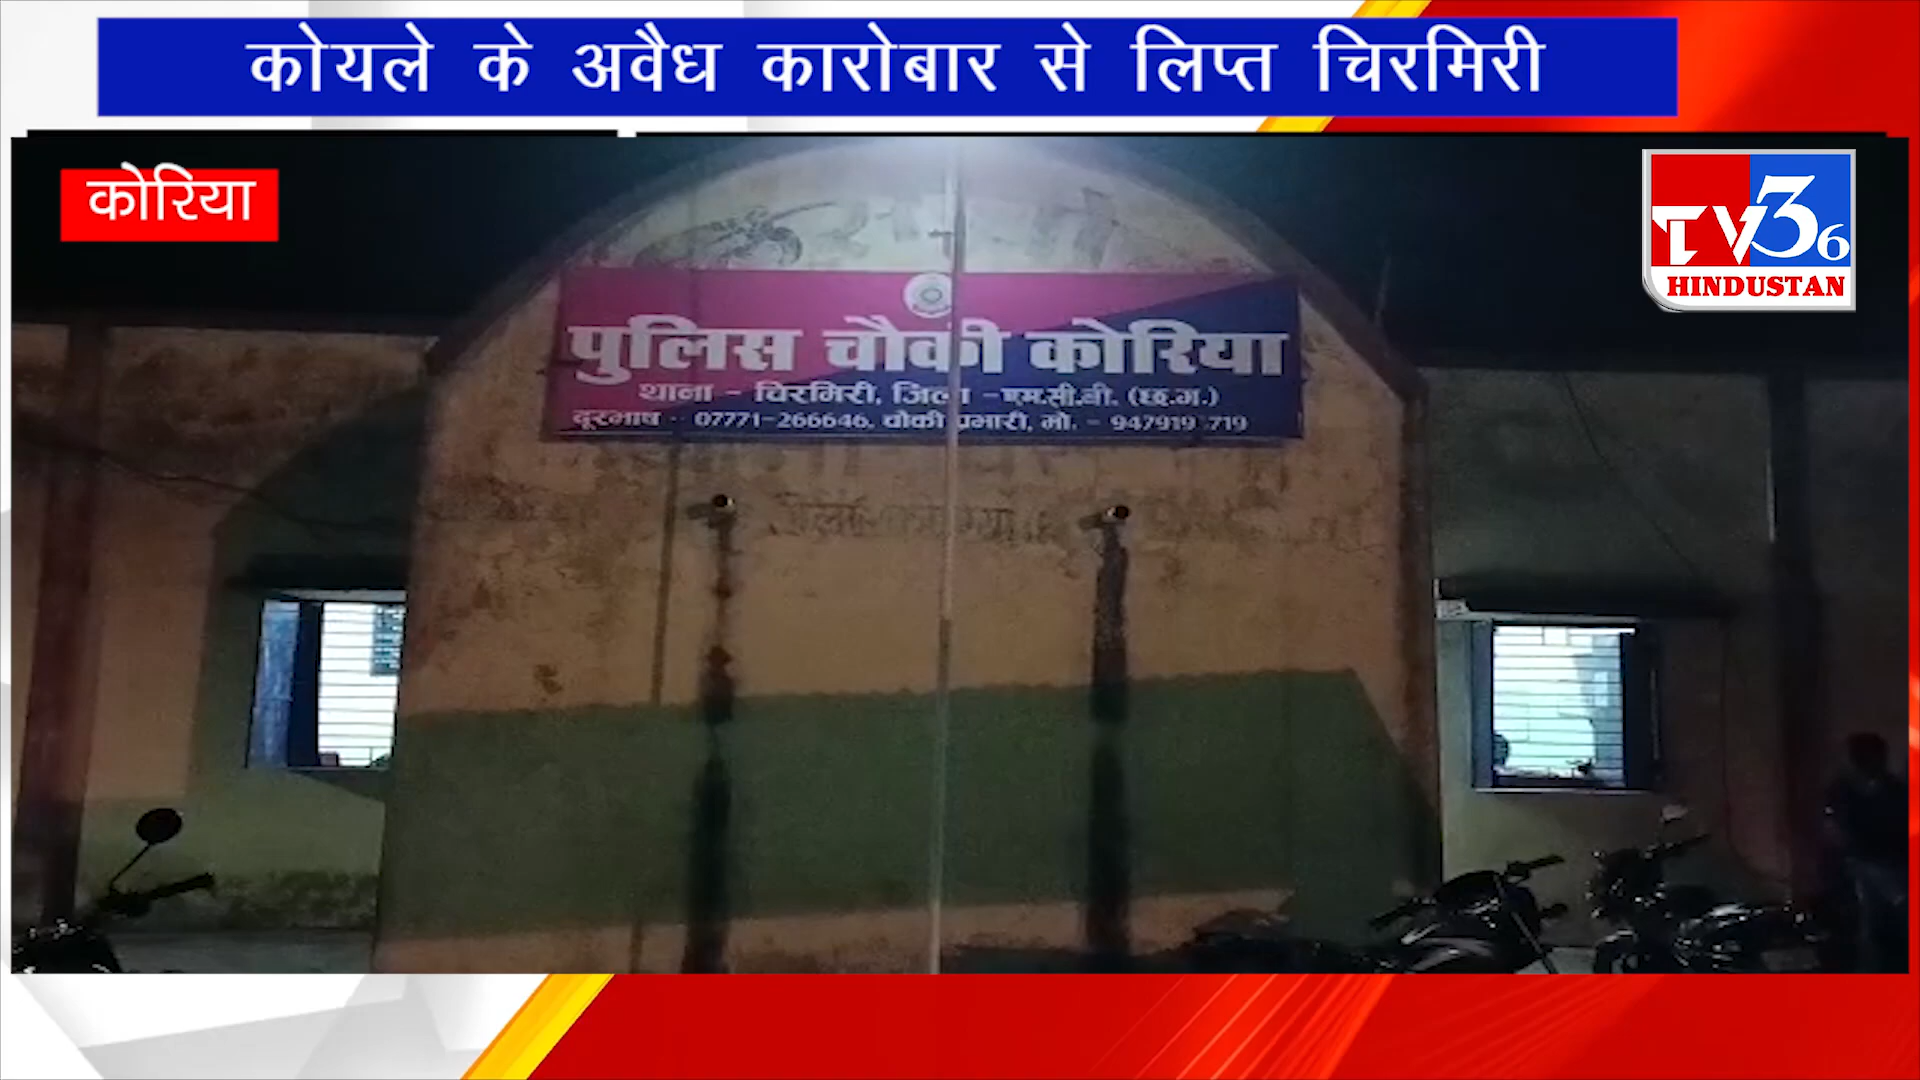 कोयले के अवैध कारोबार से लिप्त चिरमिरी
कोरिया
TV36
HINDUSTAN
पुलिस चौकी कोरिया
थाना - चिरमिरी, जिला - एम.सी.बी. (छ.ग.)
दूरभाष - 07771-266646, चौकी प्रभारी, मो. - 947919 719